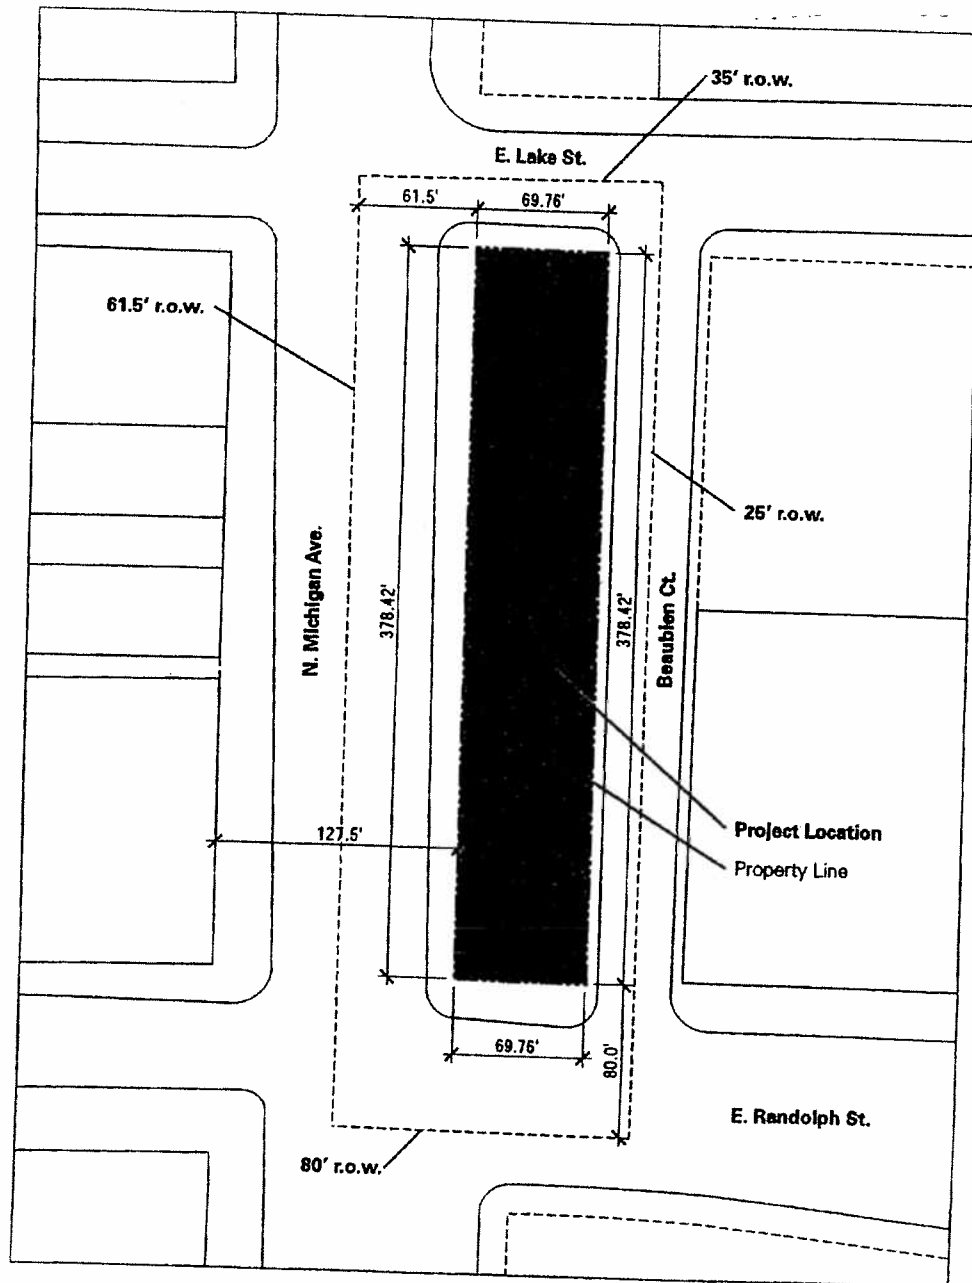 35' r.o.w.
E. Lake St.
61.5'
69.76'
61.5' r.o.w.
25' r.o.w.
N. Michigan Ave.
378.42'
378.42'
Beaubien Ct.
Project Location
127.5'
Property Line
69.76'
80.0'
E. Randolph St.
80' r.o.w.